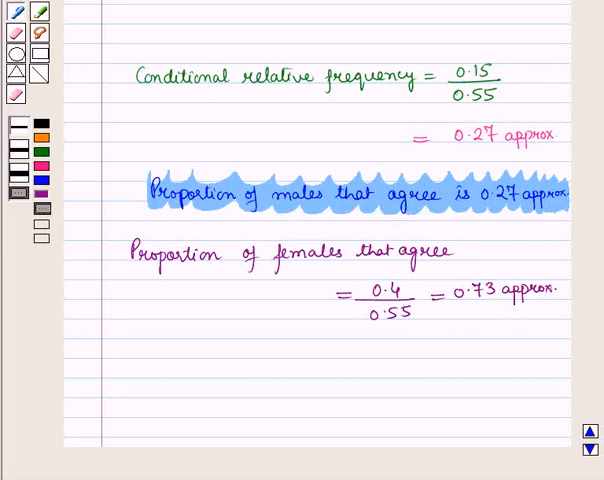 Conditional relative frequency = 0.15 / 0.55
= 0.27 approx.
Proportion of males that agree is 0.27 approx.
Proportion of females that agree
= 0.4 / 0.55 = 0.73 approx.